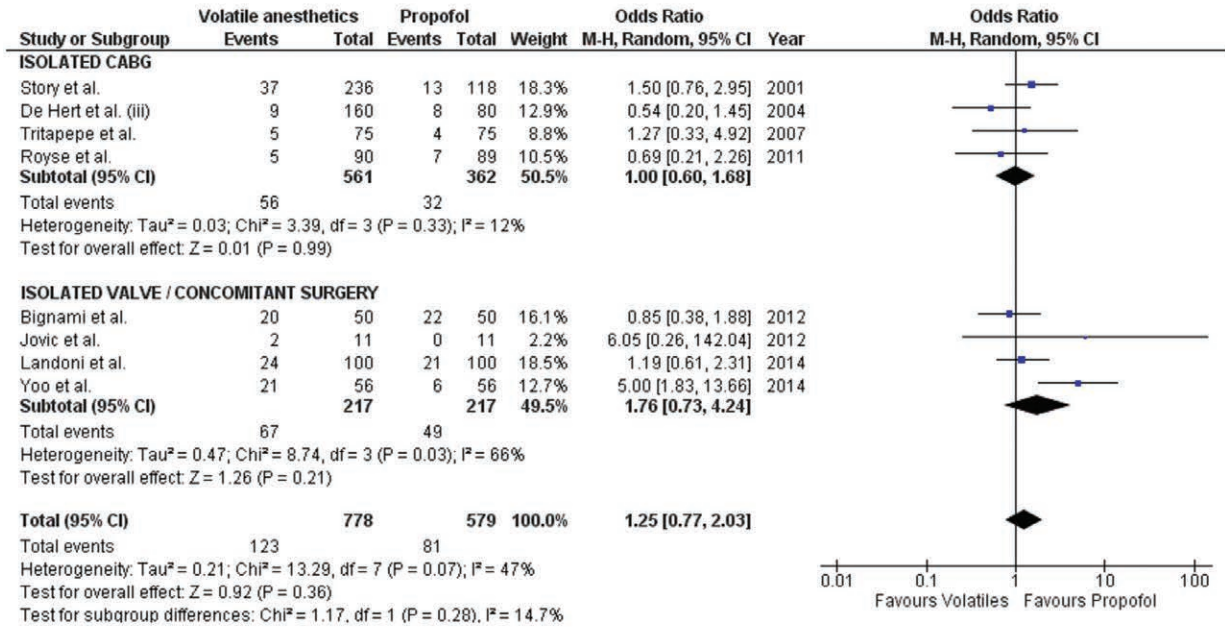 Volatile anesthetics Propofol Odds Ratio Odds Ratio
Study or Subgroup Events Total Events Total Weight M-H, Random, 95% CI Year M-H, Random, 95% CI
ISOLATED CABG
Story et al. 37 236 13 118 18.3% 1.50 [0.76, 2.95] 2001
De Hert et al. (iii) 9 160 8 80 12.9% 0.54 [0.20, 1.45] 2004
Tritapepe et al. 5 75 4 75 8.8% 1.27 [0.33, 4.92] 2007
Royse et al. 5 90 7 89 10.5% 0.69 [0.21, 2.26] 2011
Subtotal (95% CI) 561 362 50.5% 1.00 [0.60, 1.68]
Total events 56 32
Heterogeneity: Tau² = 0.03; Chi² = 3.39, df = 3 (P = 0.33); I² = 12%
Test for overall effect: Z = 0.01 (P = 0.99)
ISOLATED VALVE / CONCOMITANT SURGERY
Bignami et al. 20 50 22 50 16.1% 0.85 [0.38, 1.88] 2012
Jovic et al. 2 11 0 11 2.2% 6.05 [0.26, 142.04] 2012
Landoni et al. 24 100 21 100 18.5% 1.19 [0.61, 2.31] 2014
Yoo et al. 21 56 6 56 12.7% 5.00 [1.83, 13.66] 2014
Subtotal (95% CI) 217 217 49.5% 1.76 [0.73, 4.24]
Total events 67 49
Heterogeneity: Tau² = 0.47; Chi² = 8.74, df = 3 (P = 0.03); I² = 66%
Test for overall effect: Z = 1.26 (P = 0.21)
Total (95% CI) 778 579 100.0% 1.25 [0.77, 2.03]
Total events 123 81
Heterogeneity: Tau² = 0.21; Chi² = 13.29, df = 7 (P = 0.07); I² = 47%
Test for overall effect: Z = 0.92 (P = 0.36)
Test for subgroup differences: Chi² = 1.17, df = 1 (P = 0.28), I² = 14.7%
0.01 0.1 1 10 100
Favours Volatiles Favours Propofol